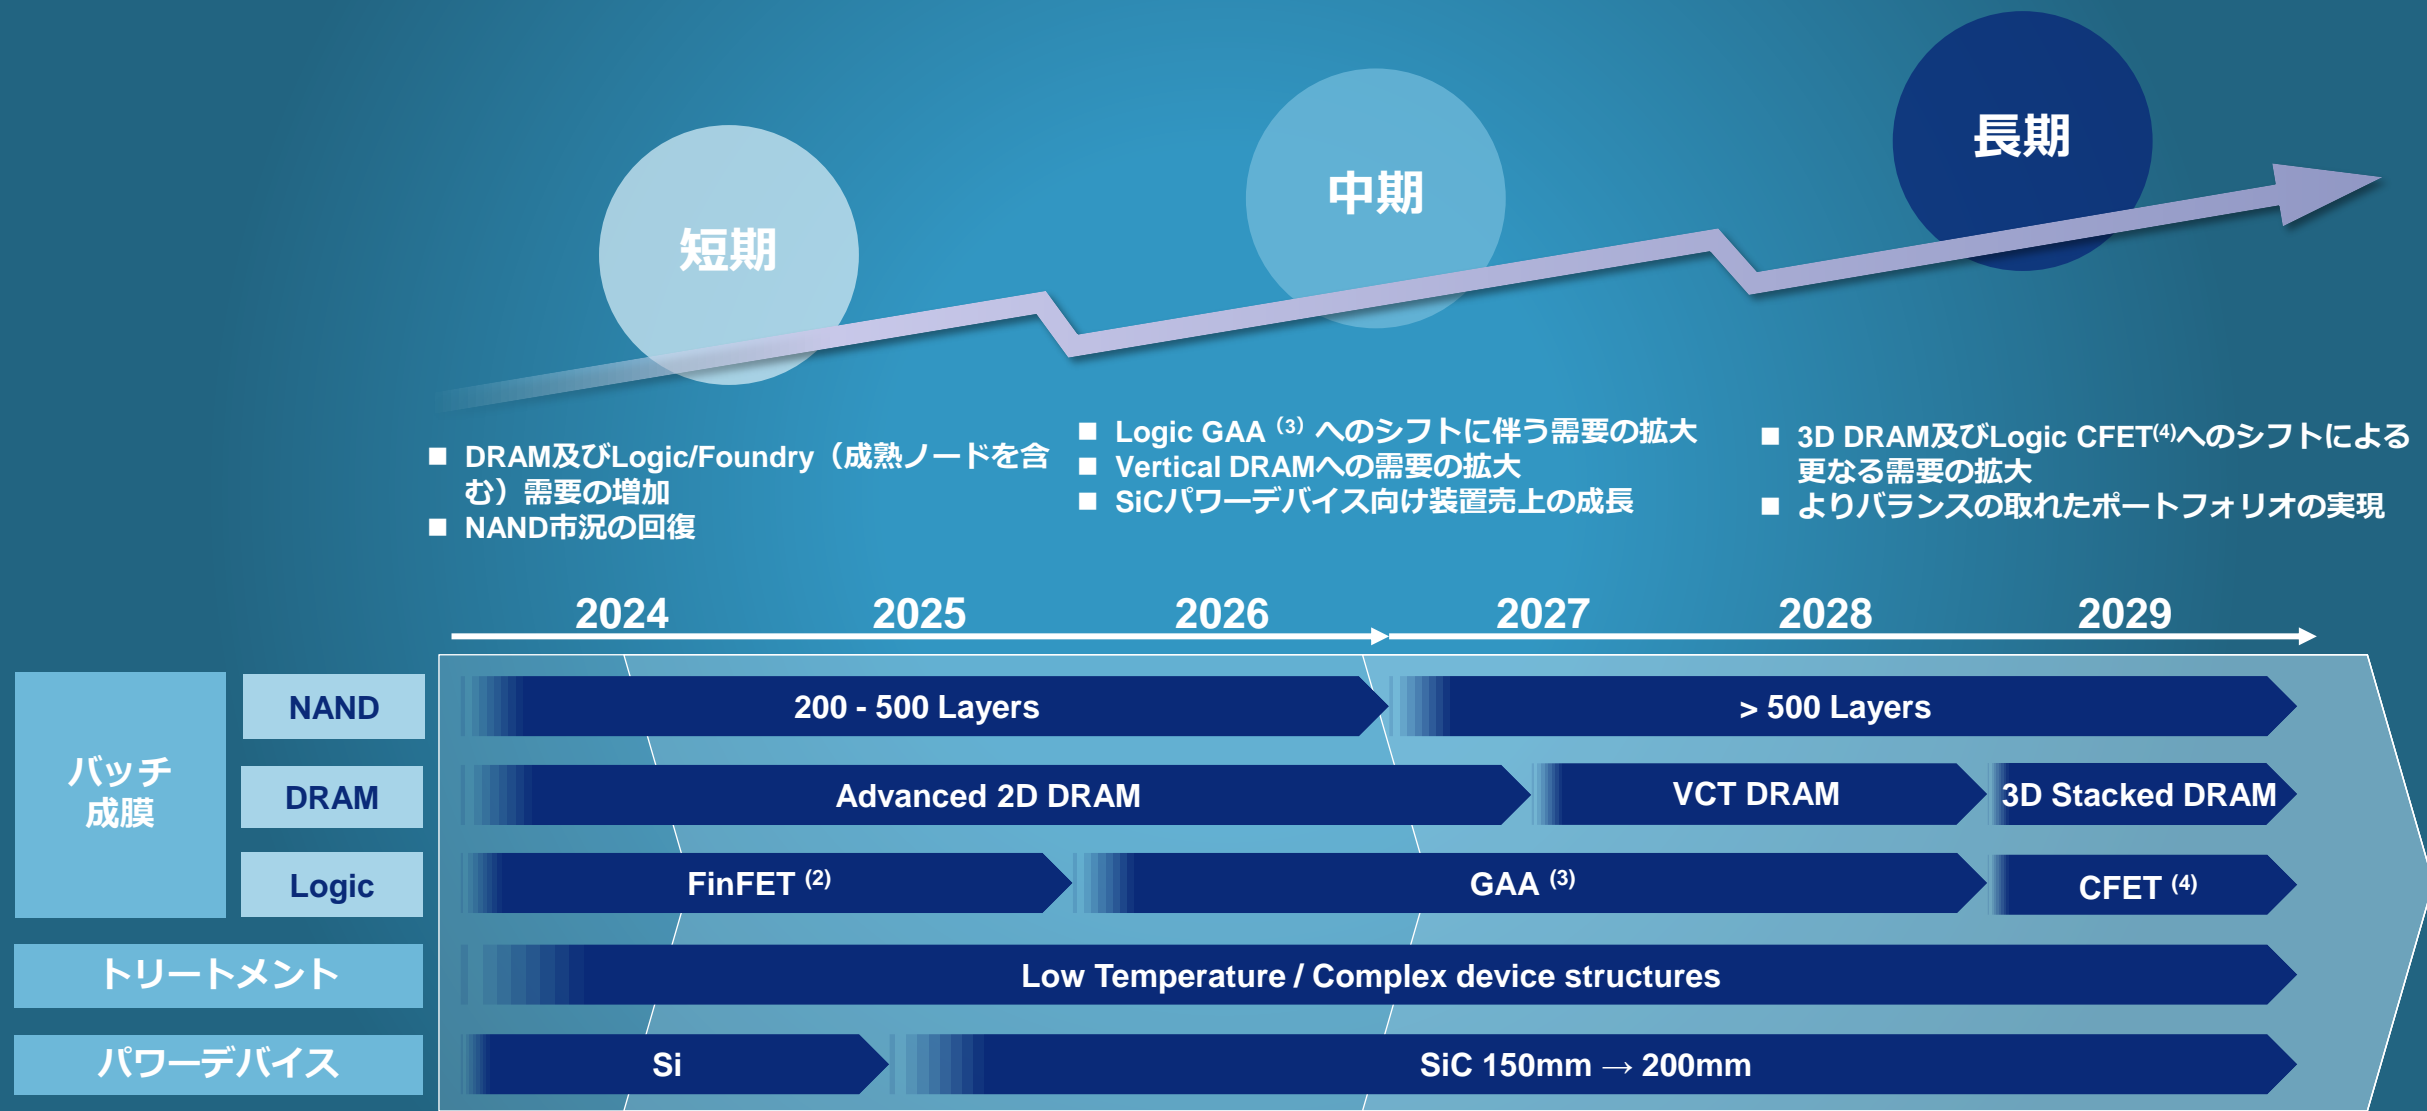 短期
中期
長期
■ DRAM及びLogic/Foundry（成熟ノードを含
む）需要の増加
■ NAND市況の回復
■ Logic GAA（3）へのシフトに伴う需要の拡大
■ Vertical DRAMへの需要の拡大
■ SiCパワーデバイス向け装置売上の成長
■ 3D DRAM及びLogic CFET(4)へのシフトによる
更なる需要の拡大
■ よりバランスの取れたポートフォリオの実現
2024 2025 2026 2027 2028 2029
バッチ
成膜
NAND 200 - 500 Layers > 500 Layers
DRAM Advanced 2D DRAM VCT DRAM 3D Stacked DRAM
Logic FinFET (2) GAA (3) CFET (4)
トリートメント Low Temperature / Complex device structures
パワーデバイス Si SiC 150mm → 200mm